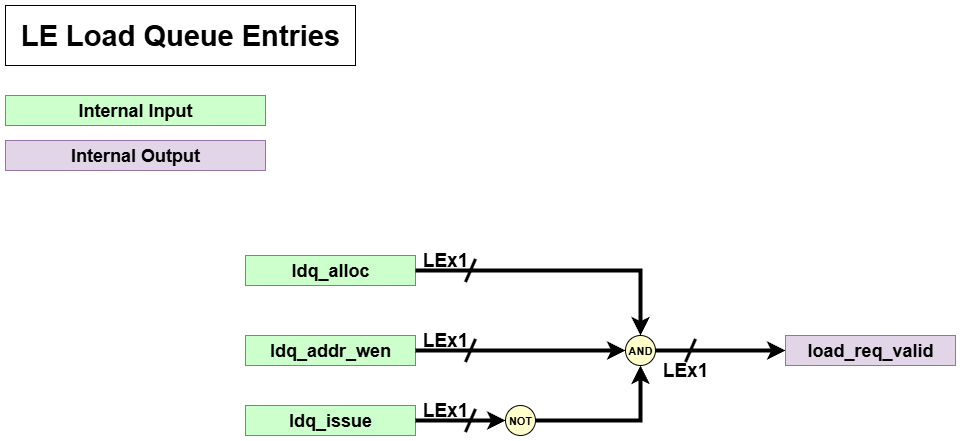 LE Load Queue Entries
Internal Input
Internal Output
ldq_alloc
LEx1
ldq_addr_wen
LEx1
AND
LEx1
load_req_valid
ldq_issue
LEx1
NOT